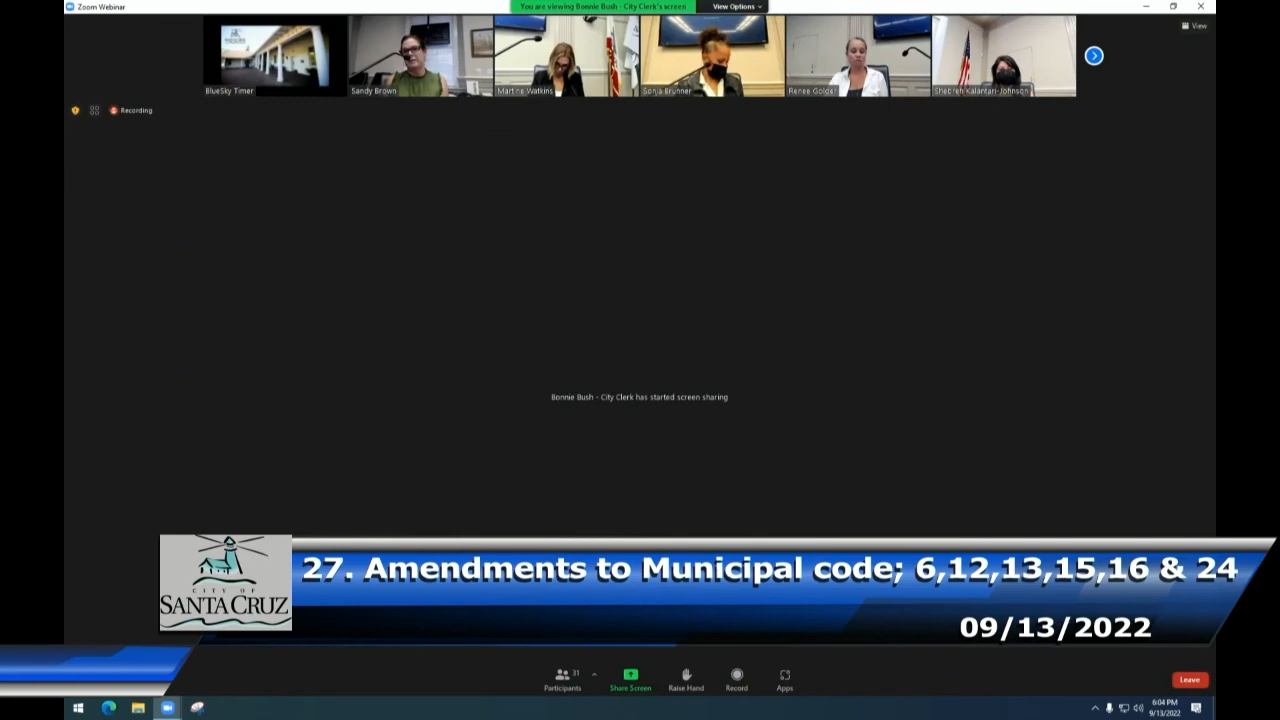 Zoom Webinar
You are viewing Bonnie Bush - City Clerk's screen
View Options
View
BlueSky Timer
Sandy Brown
Martine Watkins
Sonja Brunner
Renee Golder
Shebreh Kalantari-Johnson
Recording
Bonnie Bush - City Clerk has started screen sharing
27. Amendments to Municipal code; 6,12,13,15,16 & 24
CITY OF
SANTA CRUZ
09/13/2022
31
Participants
Share Screen
Raise Hand
Record
Apps
Leave
6:04 PM
9/13/2022